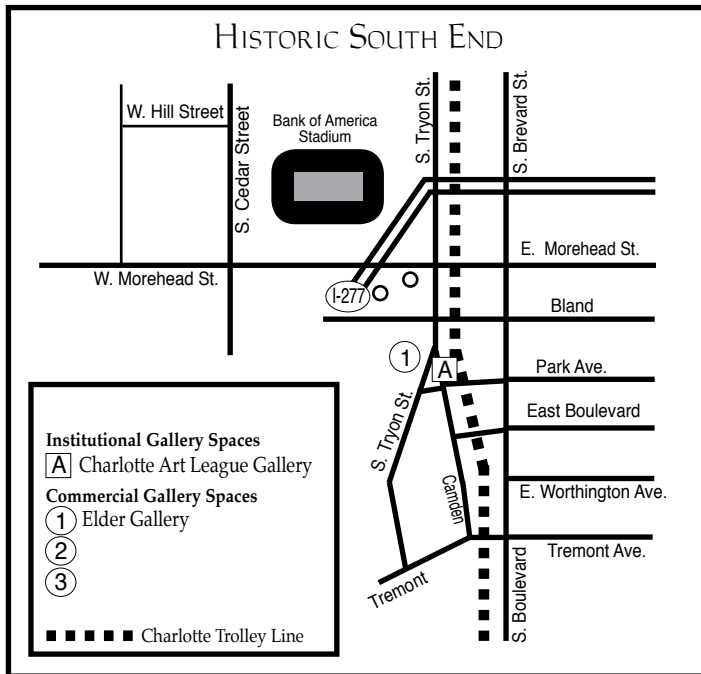 HISTORIC SOUTH END
W. Hill Street
S. Cedar Street
Bank of America
Stadium
S. Tryon St.
S. Brevard St.
E. Morehead St.
W. Morehead St.
I-277
Bland
1
A
Park Ave.
S. Tryon St.
East Boulevard
Camden
E. Worthington Ave.
Tremont Ave.
Tremont
S. Boulevard
Institutional Gallery Spaces
A Charlotte Art League Gallery
Commercial Gallery Spaces
1 Elder Gallery
2
3
Charlotte Trolley Line